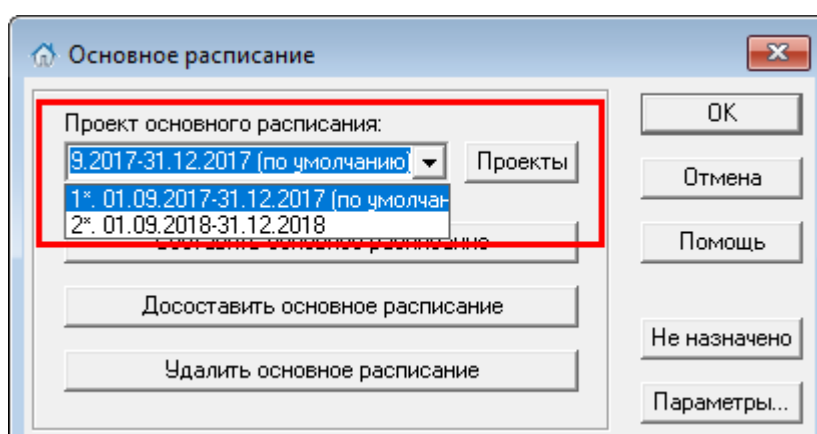 Основное расписание
Проект основного расписания:
9.2017-31.12.2017 (по умолчанию)
Проекты
1*. 01.09.2017-31.12.2017 (по умолчан
2*. 01.09.2018-31.12.2018
основное расписание
Досоставить основное расписание
Удалить основное расписание
OK
Отмена
Помощь
Не назначено
Параметры...